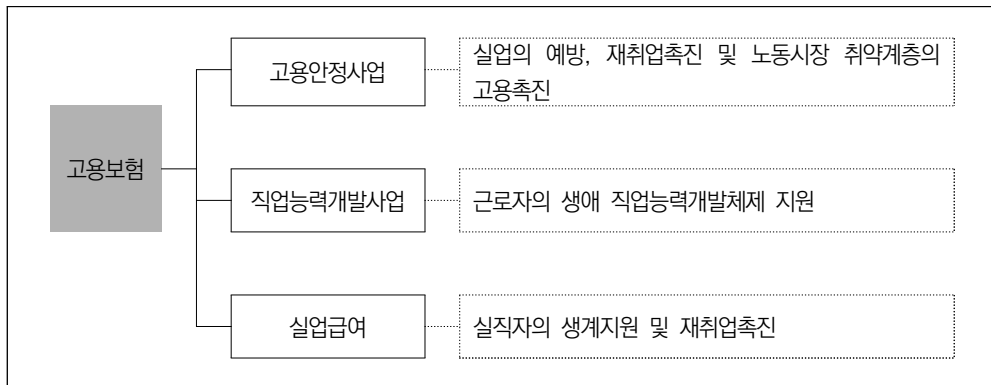 고용안정사업
실업의 예방, 재취업촉진 및 노동시장 취약계층의
고용촉진
고용보험
직업능력개발사업
근로자의 생애 직업능력개발체제 지원
실업급여
실직자의 생계지원 및 재취업촉진